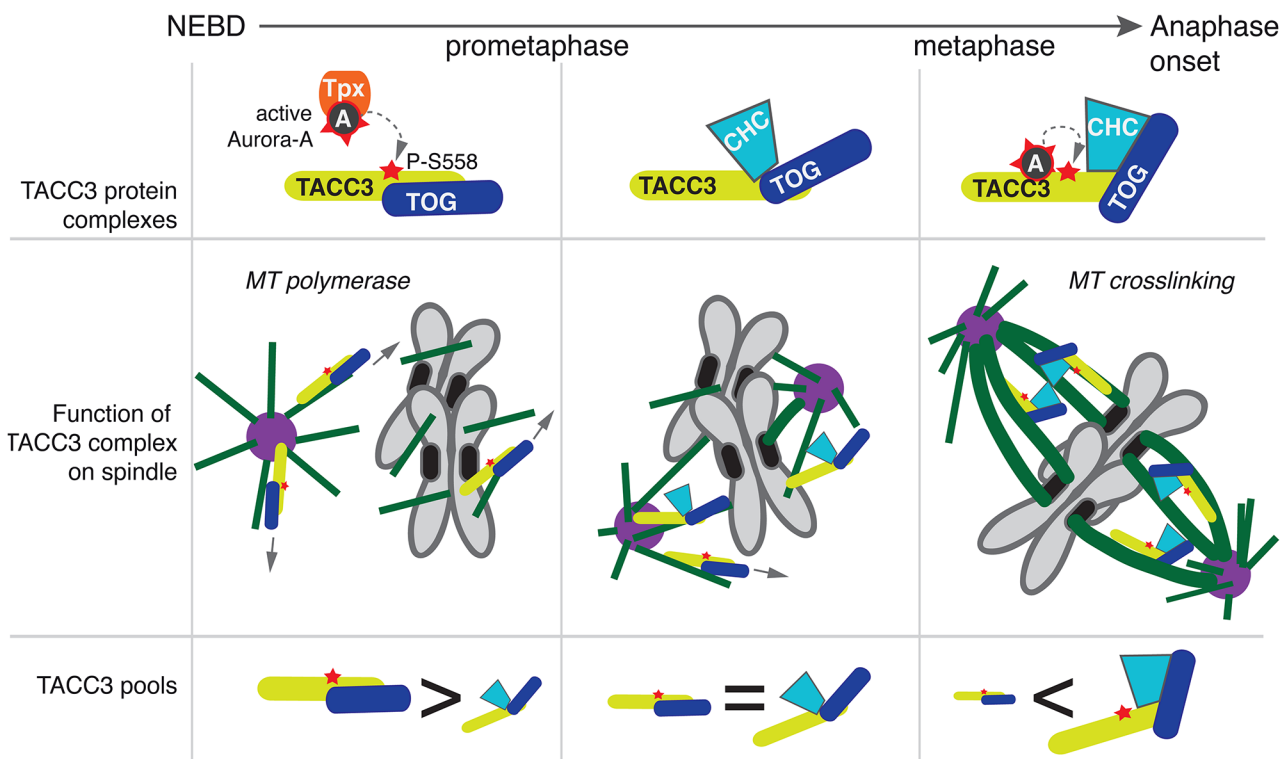 NEBD
prometaphase
metaphase
Anaphase
onset
TACC3 protein
complexes
active
Aurora-A
Tpx
A
P-S558
TACC3
TOG
CHC
TACC3
TOG
A
CHC
TACC3
TOG
Function of
TACC3 complex
on spindle
MT polymerase
MT crosslinking
TACC3 pools
>
=
<